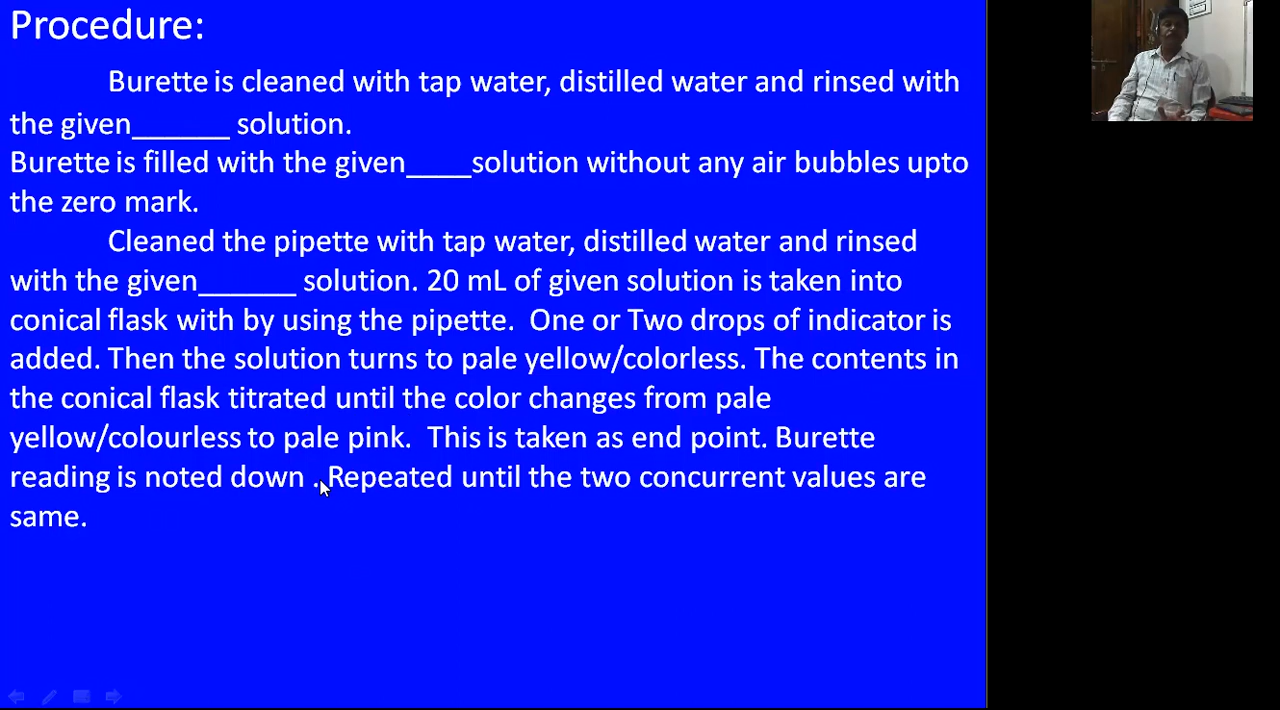 Procedure:
Burette is cleaned with tap water, distilled water and rinsed with
the given______ solution.
Burette is filled with the given____solution without any air bubbles upto
the zero mark.
Cleaned the pipette with tap water, distilled water and rinsed
with the given______ solution. 20 mL of given solution is taken into
conical flask with by using the pipette. One or Two drops of indicator is
added. Then the solution turns to pale yellow/colorless. The contents in
the conical flask titrated until the color changes from pale
yellow/colourless to pale pink. This is taken as end point. Burette
reading is noted down . Repeated until the two concurrent values are
same.